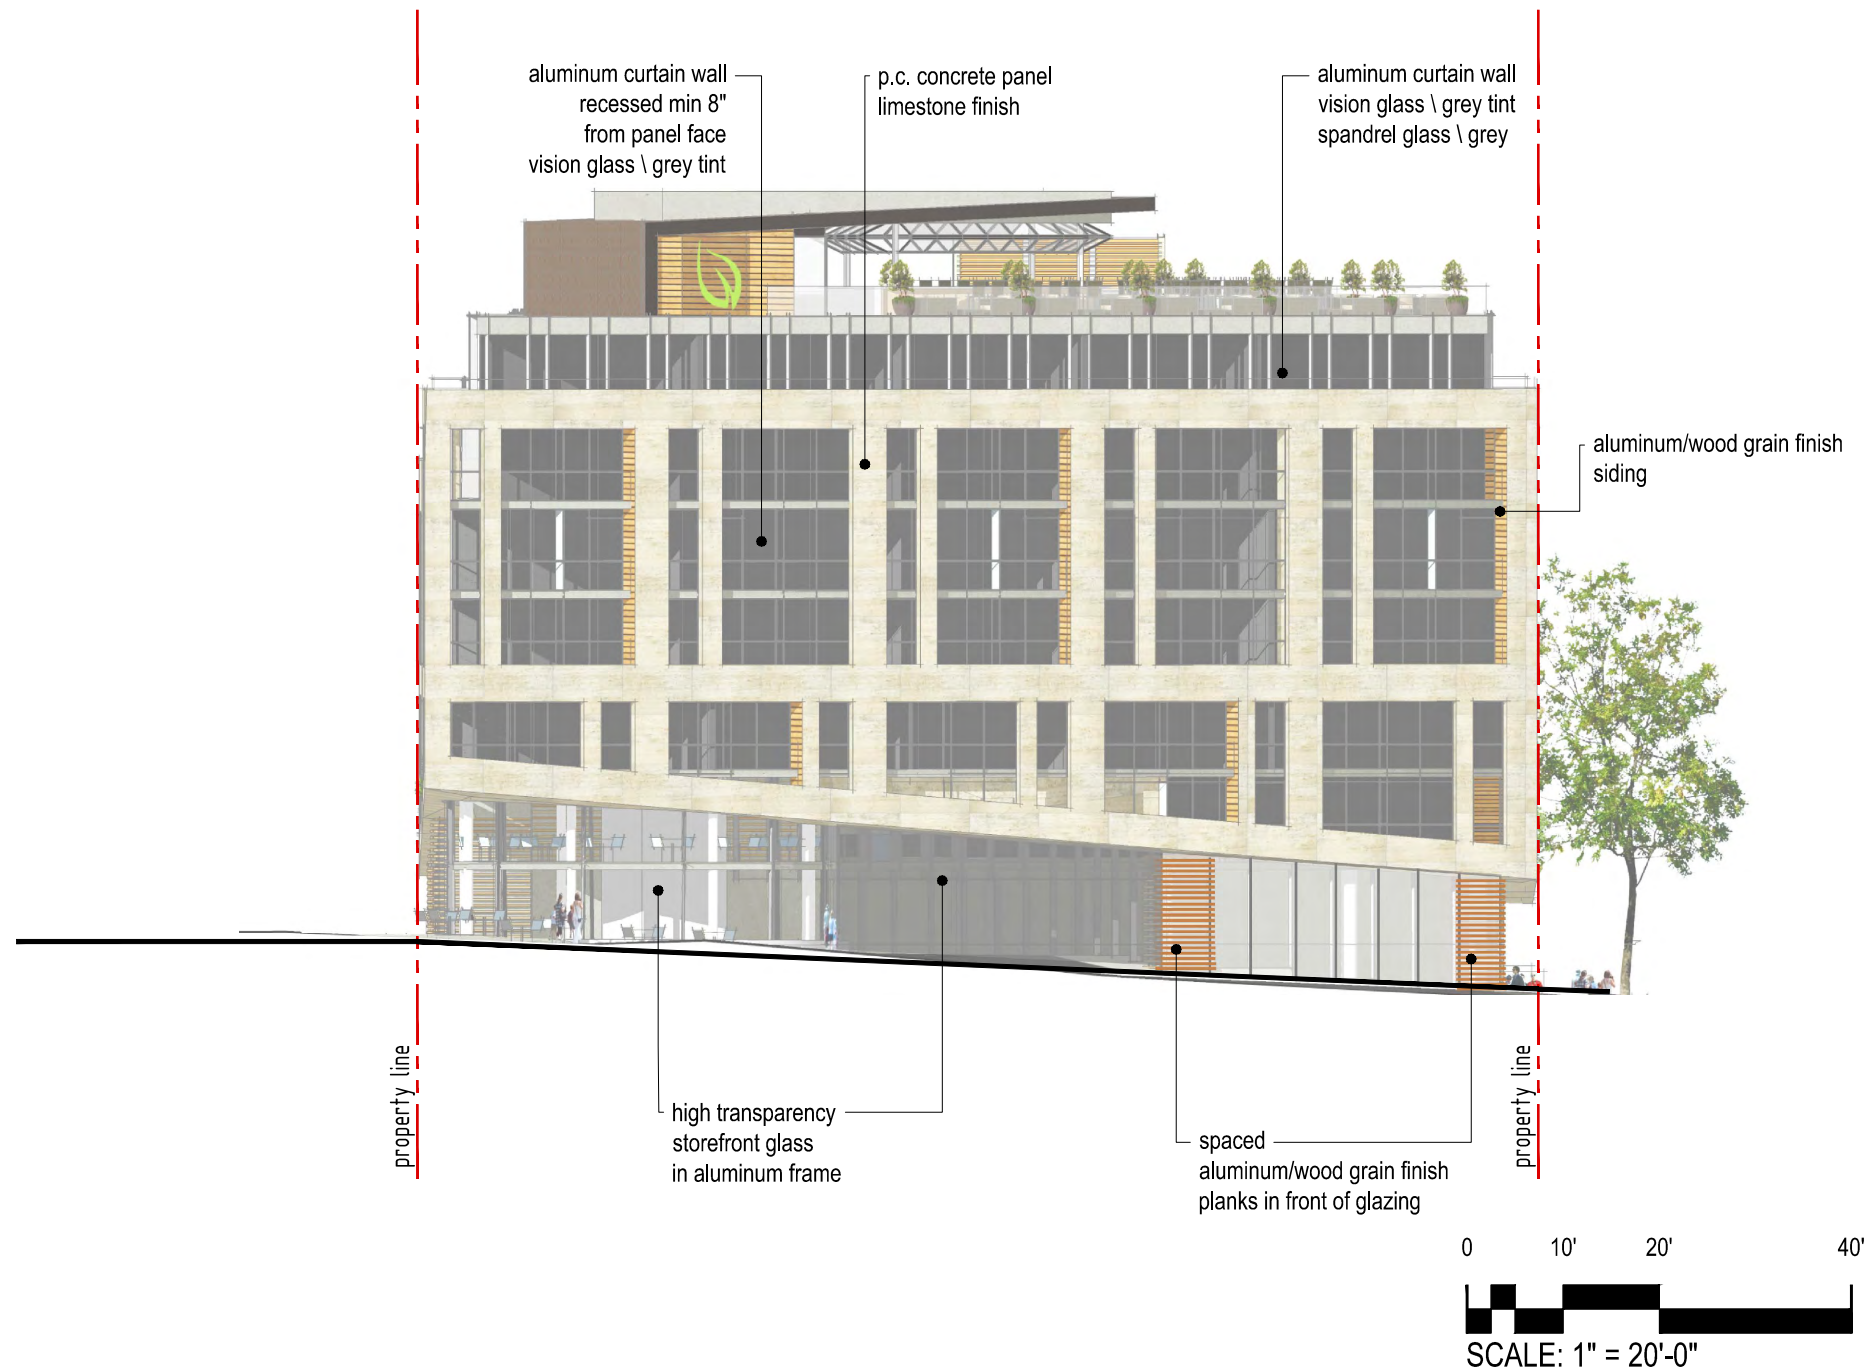 aluminum curtain wall
recessed min 8"
from panel face
vision glass \ grey tint
p.c. concrete panel
limestone finish
aluminum curtain wall
vision glass \ grey tint
spandrel glass \ grey
aluminum/wood grain finish
siding
property line
property line
high transparency
storefront glass
in aluminum frame
spaced
aluminum/wood grain finish
planks in front of glazing
0 10' 20' 40'
SCALE: 1" = 20'-0"